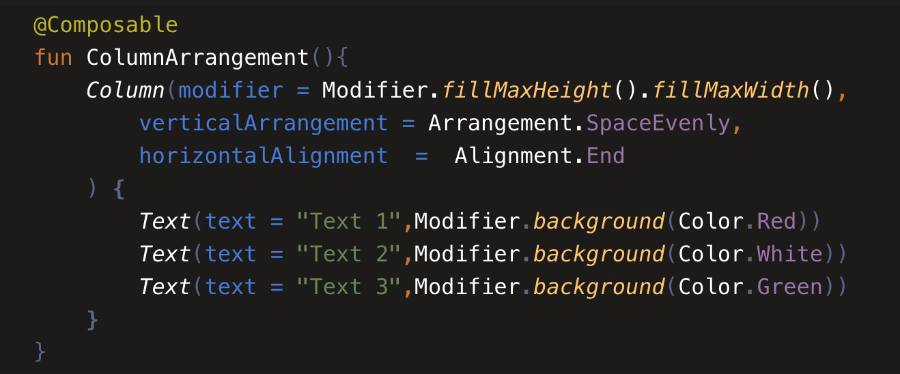 @Composable
fun ColumnArrangement(){
    Column(modifier = Modifier.fillMaxHeight().fillMaxWidth(),
        verticalArrangement = Arrangement.SpaceEvenly,
        horizontalAlignment  =  Alignment.End
    ) {
        Text(text = "Text 1",Modifier.background(Color.Red))
        Text(text = "Text 2",Modifier.background(Color.White))
        Text(text = "Text 3",Modifier.background(Color.Green))
    }
}